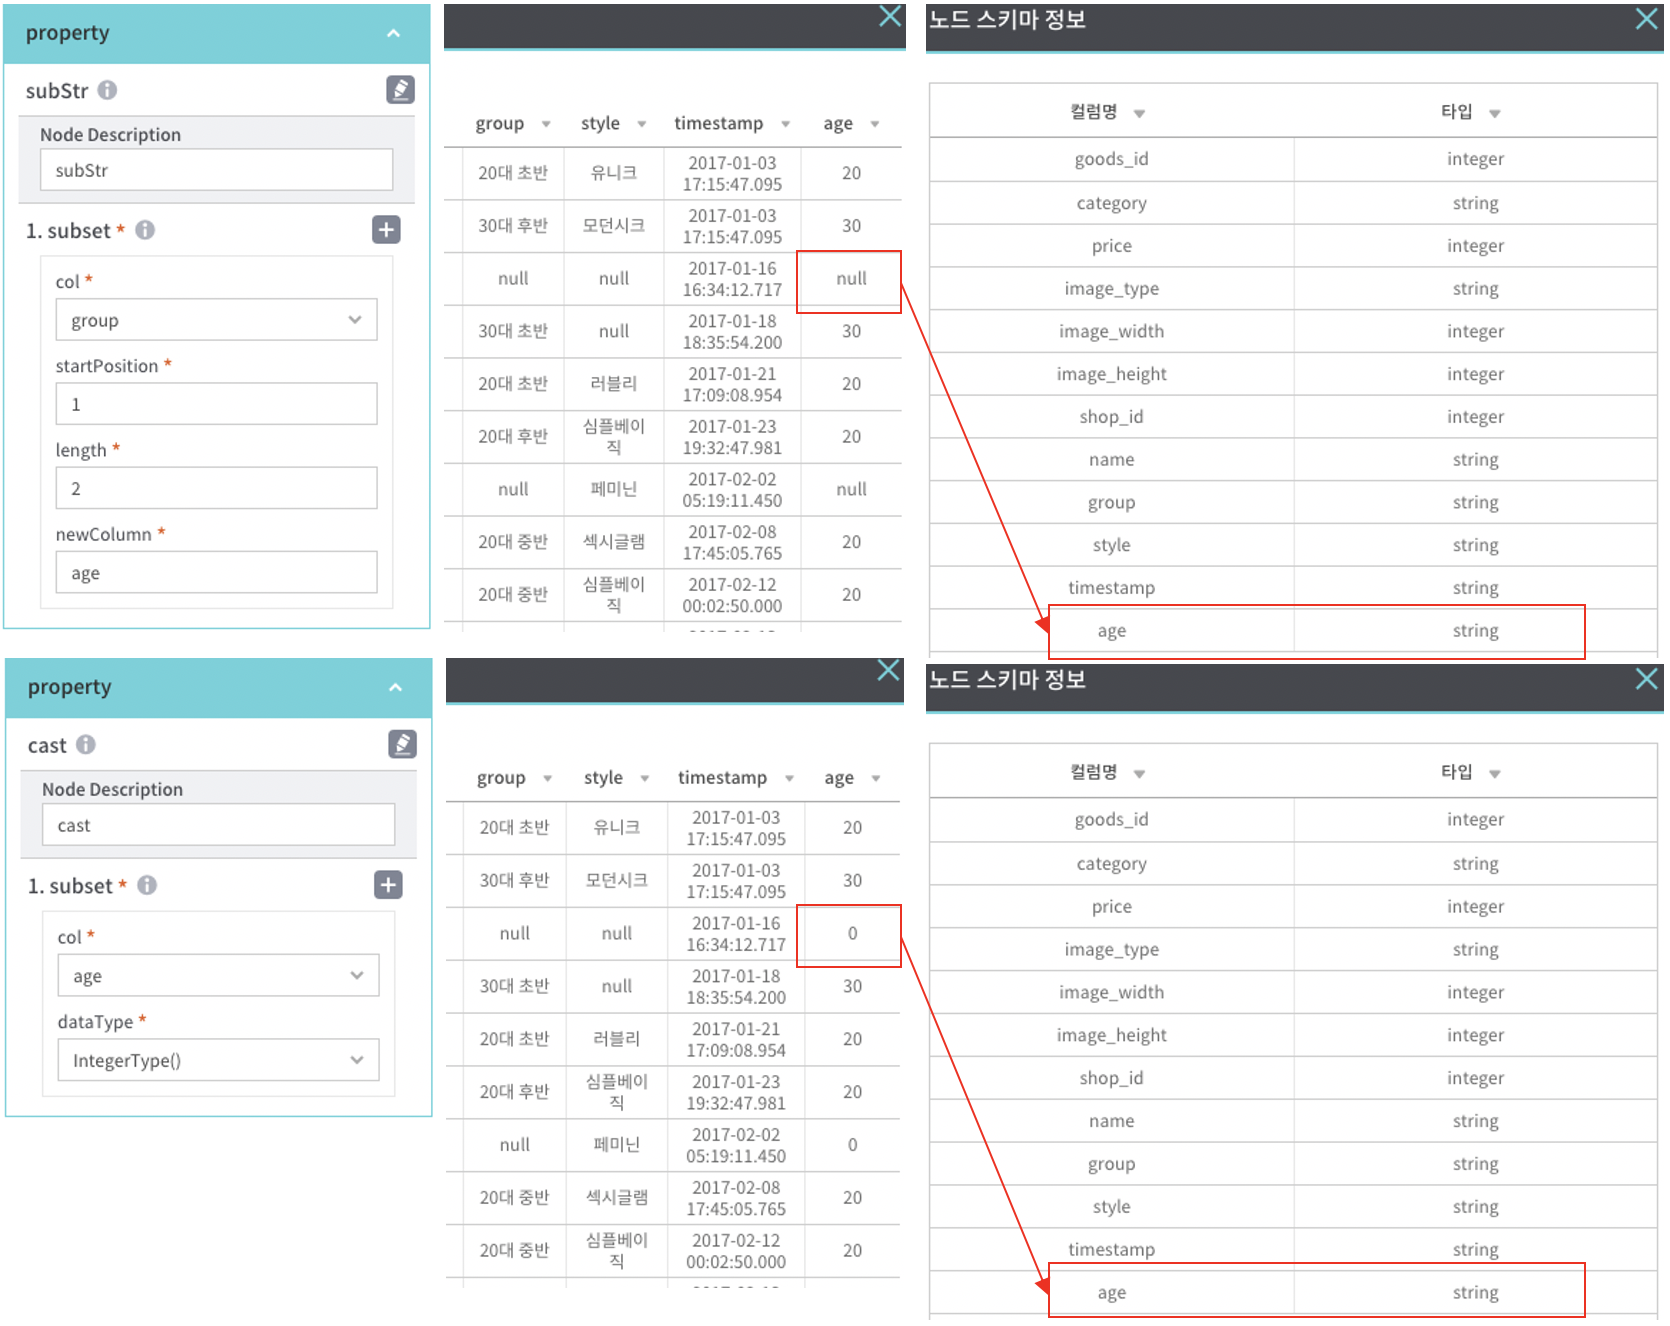 property
subStr
Node Description
subStr
1. subset *
col *
group
startPosition *
1
length *
2
newColumn *
age
group style timestamp age
20대 초반 유니크 2017-01-03 17:15:47.095 20
30대 후반 모던시크 2017-01-03 17:15:47.095 30
null null 2017-01-16 16:34:12.717 null
30대 초반 null 2017-01-18 18:35:54.200 30
20대 초반 러블리 2017-01-21 17:09:08.954 20
20대 후반 심플베이직 2017-01-23 19:32:47.981 20
null 페미닌 2017-02-02 05:19:11.450 null
20대 중반 섹시글램 2017-02-08 17:45:05.765 20
20대 중반 심플베이직 2017-02-12 00:02:50.000 20
노드 스키마 정보
컬럼명 타입
goods_id integer
category string
price integer
image_type string
image_width integer
image_height integer
shop_id integer
name string
group string
style string
timestamp string
age string
property
cast
Node Description
cast
1. subset *
col *
age
dataType *
IntegerType()
group style timestamp age
20대 초반 유니크 2017-01-03 17:15:47.095 20
30대 후반 모던시크 2017-01-03 17:15:47.095 30
null null 2017-01-16 16:34:12.717 0
30대 초반 null 2017-01-18 18:35:54.200 30
20대 초반 러블리 2017-01-21 17:09:08.954 20
20대 후반 심플베이직 2017-01-23 19:32:47.981 20
null 페미닌 2017-02-02 05:19:11.450 0
20대 중반 섹시글램 2017-02-08 17:45:05.765 20
20대 중반 심플베이직 2017-02-12 00:02:50.000 20
노드 스키마 정보
컬럼명 타입
goods_id integer
category string
price integer
image_type string
image_width integer
image_height integer
shop_id integer
name string
group string
style string
timestamp string
age string